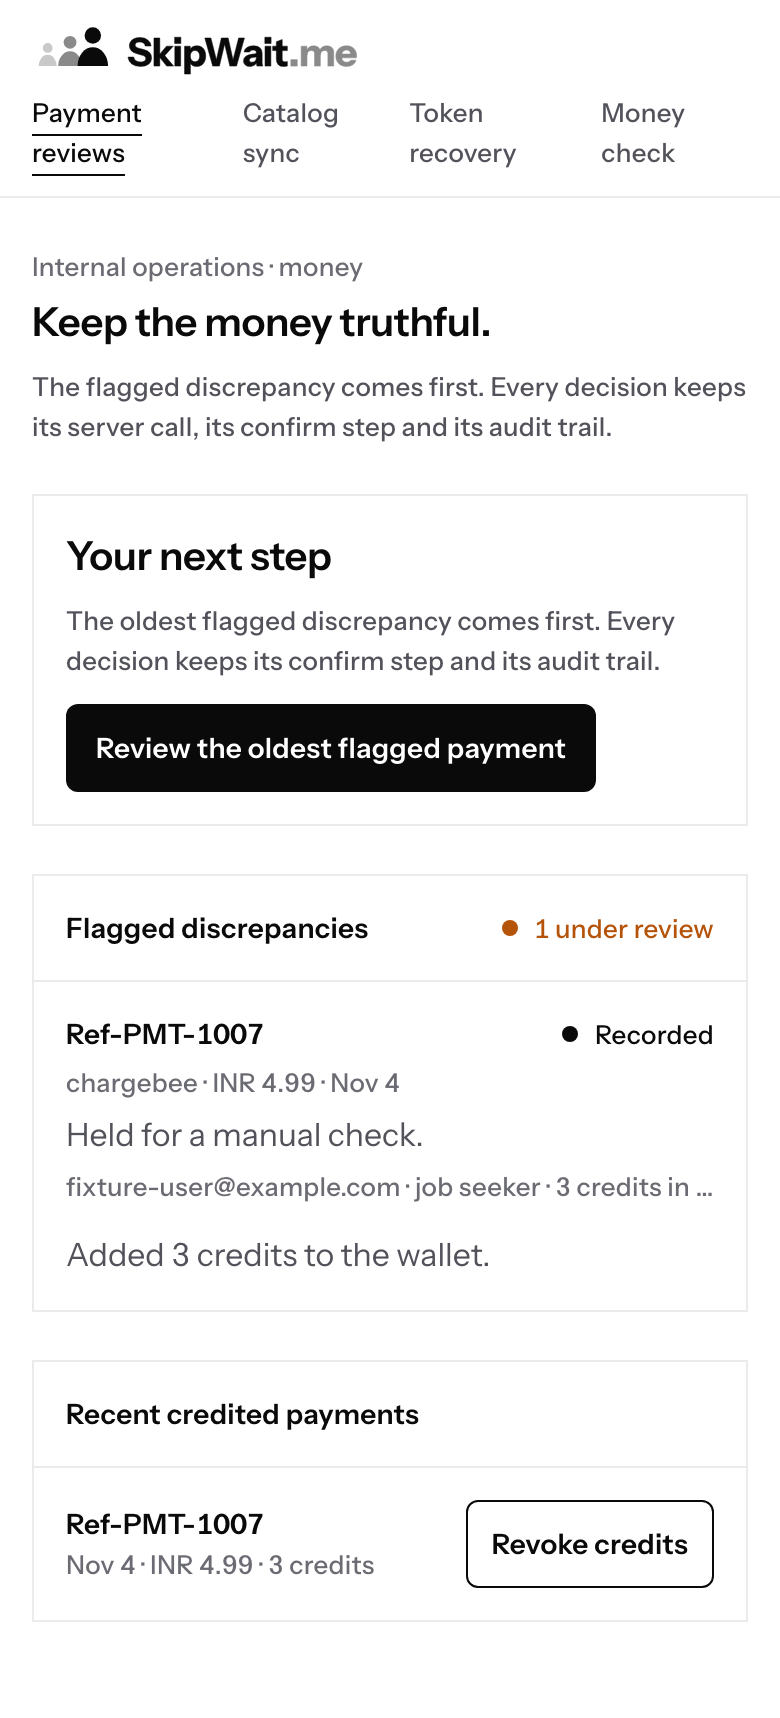 SkipWait.me
Payment reviews
Catalog sync
Token recovery
Money check
Internal operations · money
Keep the money truthful.
The flagged discrepancy comes first. Every decision keeps
its server call, its confirm step and its audit trail.
Your next step
The oldest flagged discrepancy comes first. Every
decision keeps its confirm step and its audit trail.
Review the oldest flagged payment
Flagged discrepancies
1 under review
Ref-PMT-1007
Recorded
chargebee · INR 4.99 · Nov 4
Held for a manual check.
fixture-user@example.com · job seeker · 3 credits in ...
Added 3 credits to the wallet.
Recent credited payments
Ref-PMT-1007
Nov 4 · INR 4.99 · 3 credits
Revoke credits